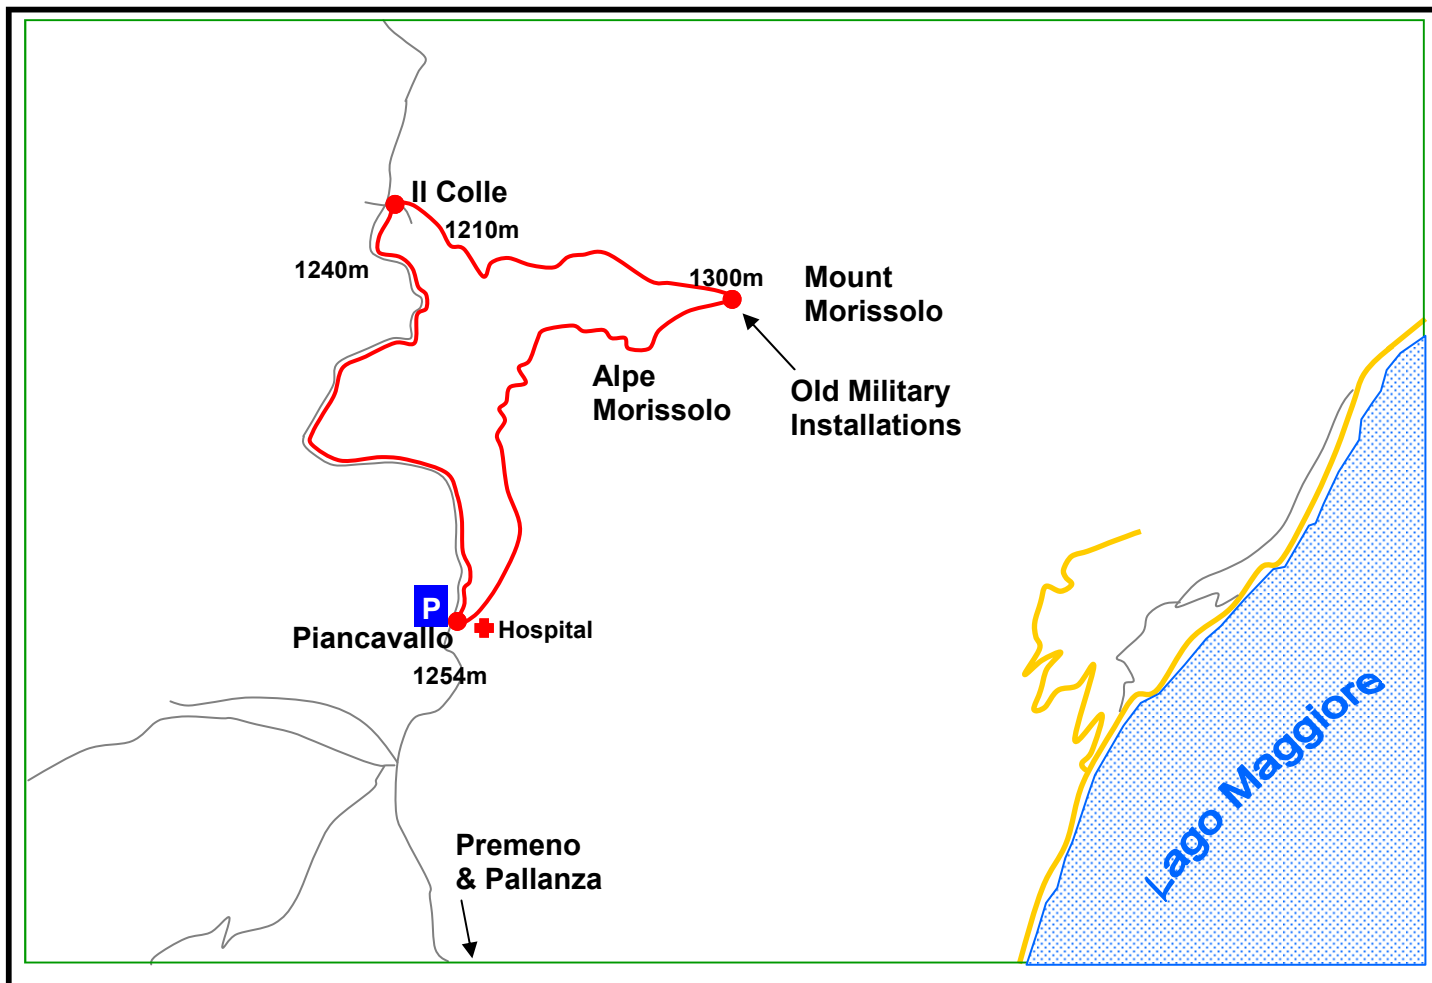 Il Colle
1210m
1240m
1300m
Mount
Morissolo
Alpe
Morissolo
Old Military
Installations
P
Piancavallo
Hospital
1254m
Premeno
& Pallanza
Lago Maggiore